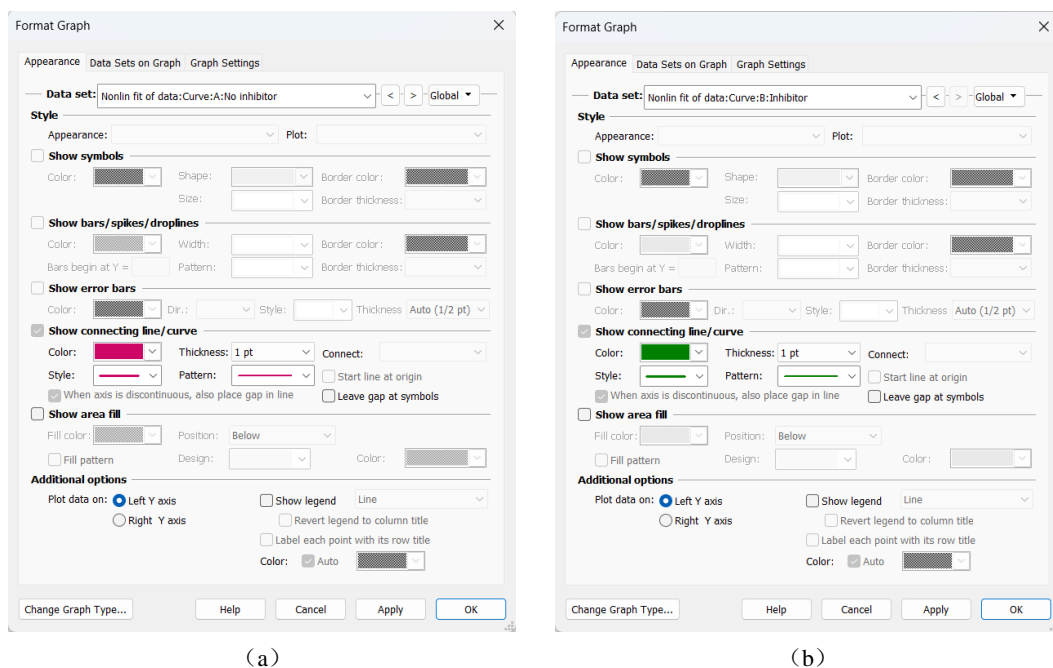 Format Graph
Appearance Data Sets on Graph Graph Settings
Data set: Nonlin fit of data:Curve:A:No inhibitor < > Global
Style
Appearance: Plot:
Show symbols
Color: Shape: Border color:
Size: Border thickness:
Show bars/spikes/droplines
Color: Width: Border color:
Bars begin at Y = Pattern: Border thickness:
Show error bars
Color: Dir.: Style: Thickness Auto (1/2 pt)
Show connecting line/curve
Color: Thickness: 1 pt Connect:
Style: Pattern: Start line at origin
When axis is discontinuous, also place gap in line Leave gap at symbols
Show area fill
Fill color: Position: Below
Fill pattern Design: Color:
Additional options
Plot data on: Left Y axis Show legend Line
Right Y axis Revert legend to column title
Label each point with its row title
Color: Auto
Change Graph Type... Help Cancel Apply OK
(a)
Format Graph
Appearance Data Sets on Graph Graph Settings
Data set: Nonlin fit of data:Curve:B:Inhibitor < > Global
Style
Appearance: Plot:
Show symbols
Color: Shape: Border color:
Size: Border thickness:
Show bars/spikes/droplines
Color: Width: Border color:
Bars begin at Y = Pattern: Border thickness:
Show error bars
Color: Dir.: Style: Thickness Auto (1/2 pt)
Show connecting line/curve
Color: Thickness: 1 pt Connect:
Style: Pattern: Start line at origin
When axis is discontinuous, also place gap in line Leave gap at symbols
Show area fill
Fill color: Position: Below
Fill pattern Design: Color:
Additional options
Plot data on: Left Y axis Show legend Line
Right Y axis Revert legend to column title
Label each point with its row title
Color: Auto
Change Graph Type... Help Cancel Apply OK
(b)